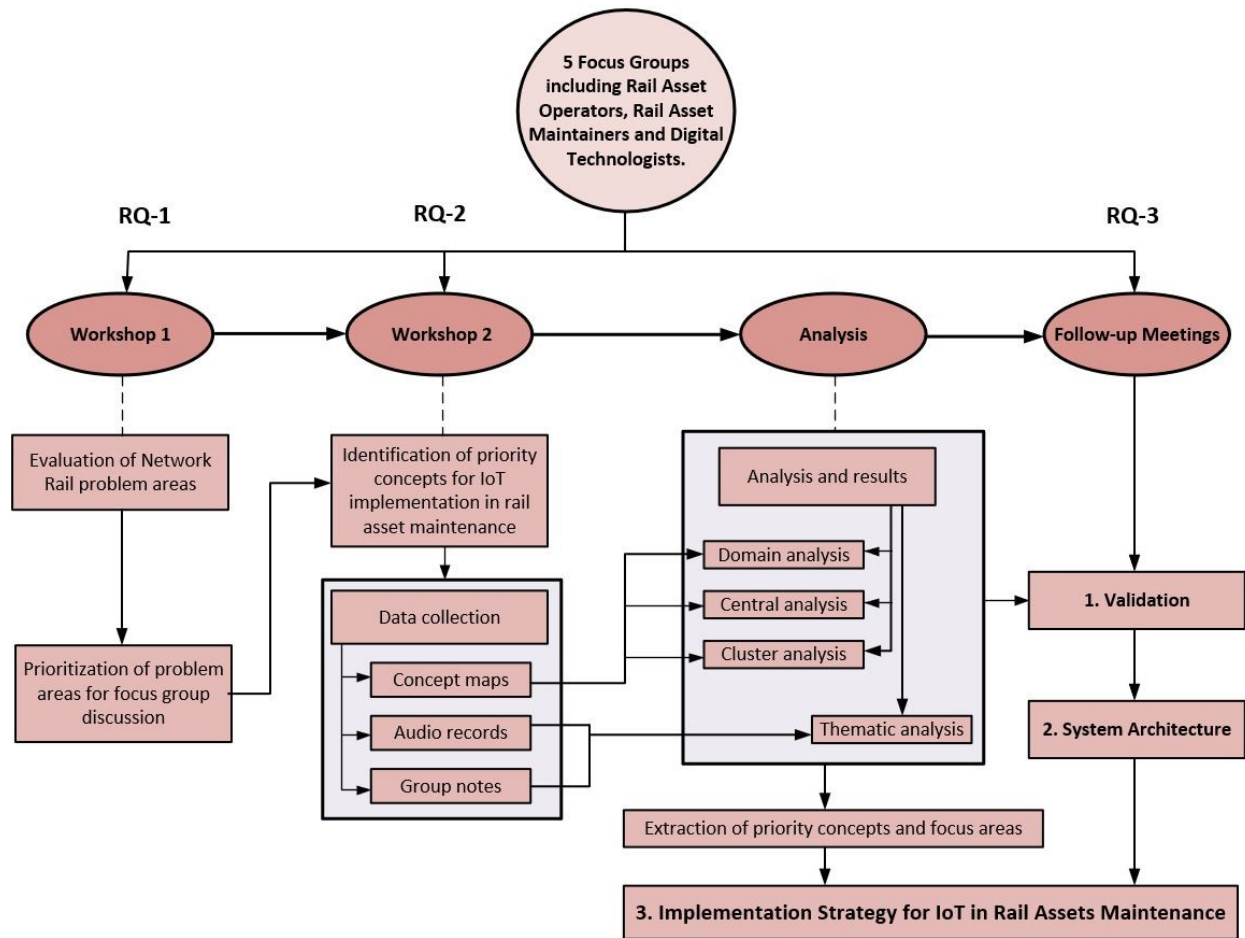 5 Focus Groups
including Rail Asset
Operators, Rail Asset
Maintainers and Digital
Technologists.
RQ-1
RQ-2
RQ-3
Workshop 1
Workshop 2
Analysis
Follow-up Meetings
Evaluation of Network
Rail problem areas
Prioritization of problem
areas for focus group
discussion
Identification of priority
concepts for IoT
implementation in rail
asset maintenance
Data collection
Concept maps
Audio records
Group notes
Analysis and results
Domain analysis
Central analysis
Cluster analysis
Thematic analysis
Extraction of priority concepts and focus areas
1. Validation
2. System Architecture
3. Implementation Strategy for IoT in Rail Assets Maintenance